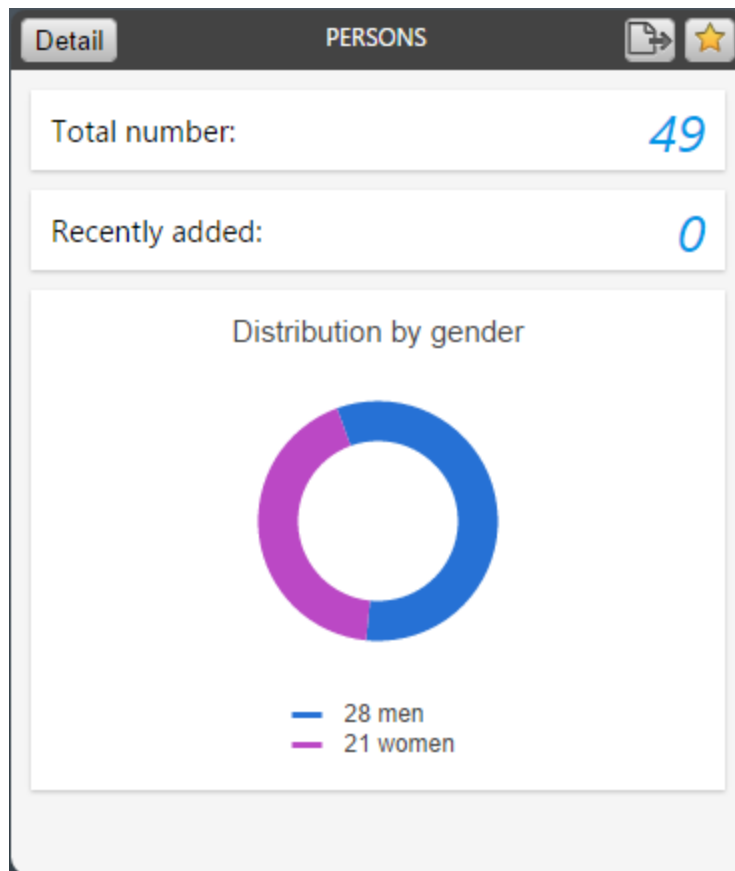 Detail PERSONS
Total number: 49
Recently added: 0
Distribution by gender
28 men
21 women